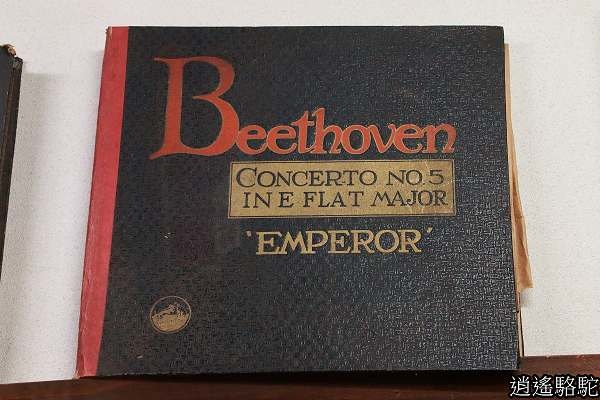 Beethoven
CONCERTO NO. 5
IN E FLAT MAJOR
'EMPEROR'
逍遙駱駝